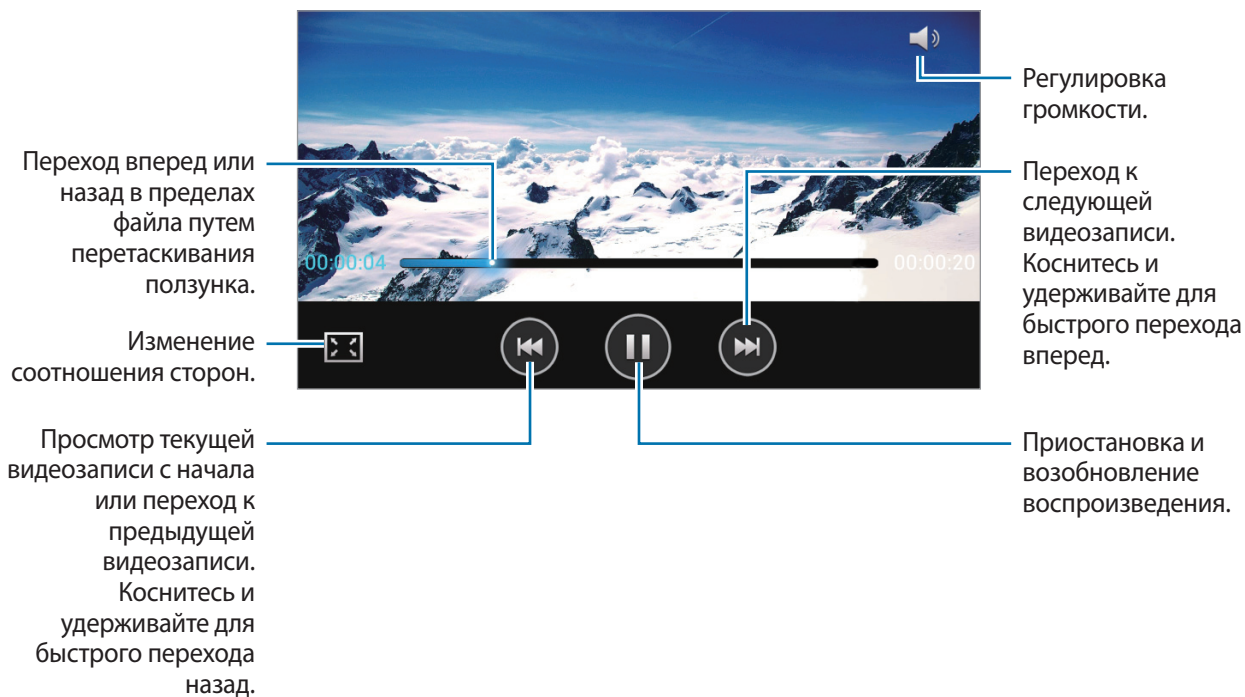 Регулировка
громкости.
Переход вперед или
назад в пределах
файла путем
перетаскивания
ползунка.
Переход к
следующей
видеозаписи.
Коснитесь и
удерживайте для
быстрого перехода
вперед.
00:00:04
00:00:20
Изменение
соотношения сторон.
Просмотр текущей
видеозаписи с начала
или переход к
предыдущей
видеозаписи.
Коснитесь и
удерживайте для
быстрого перехода
назад.
Приостановка и
возобновление
воспроизведения.